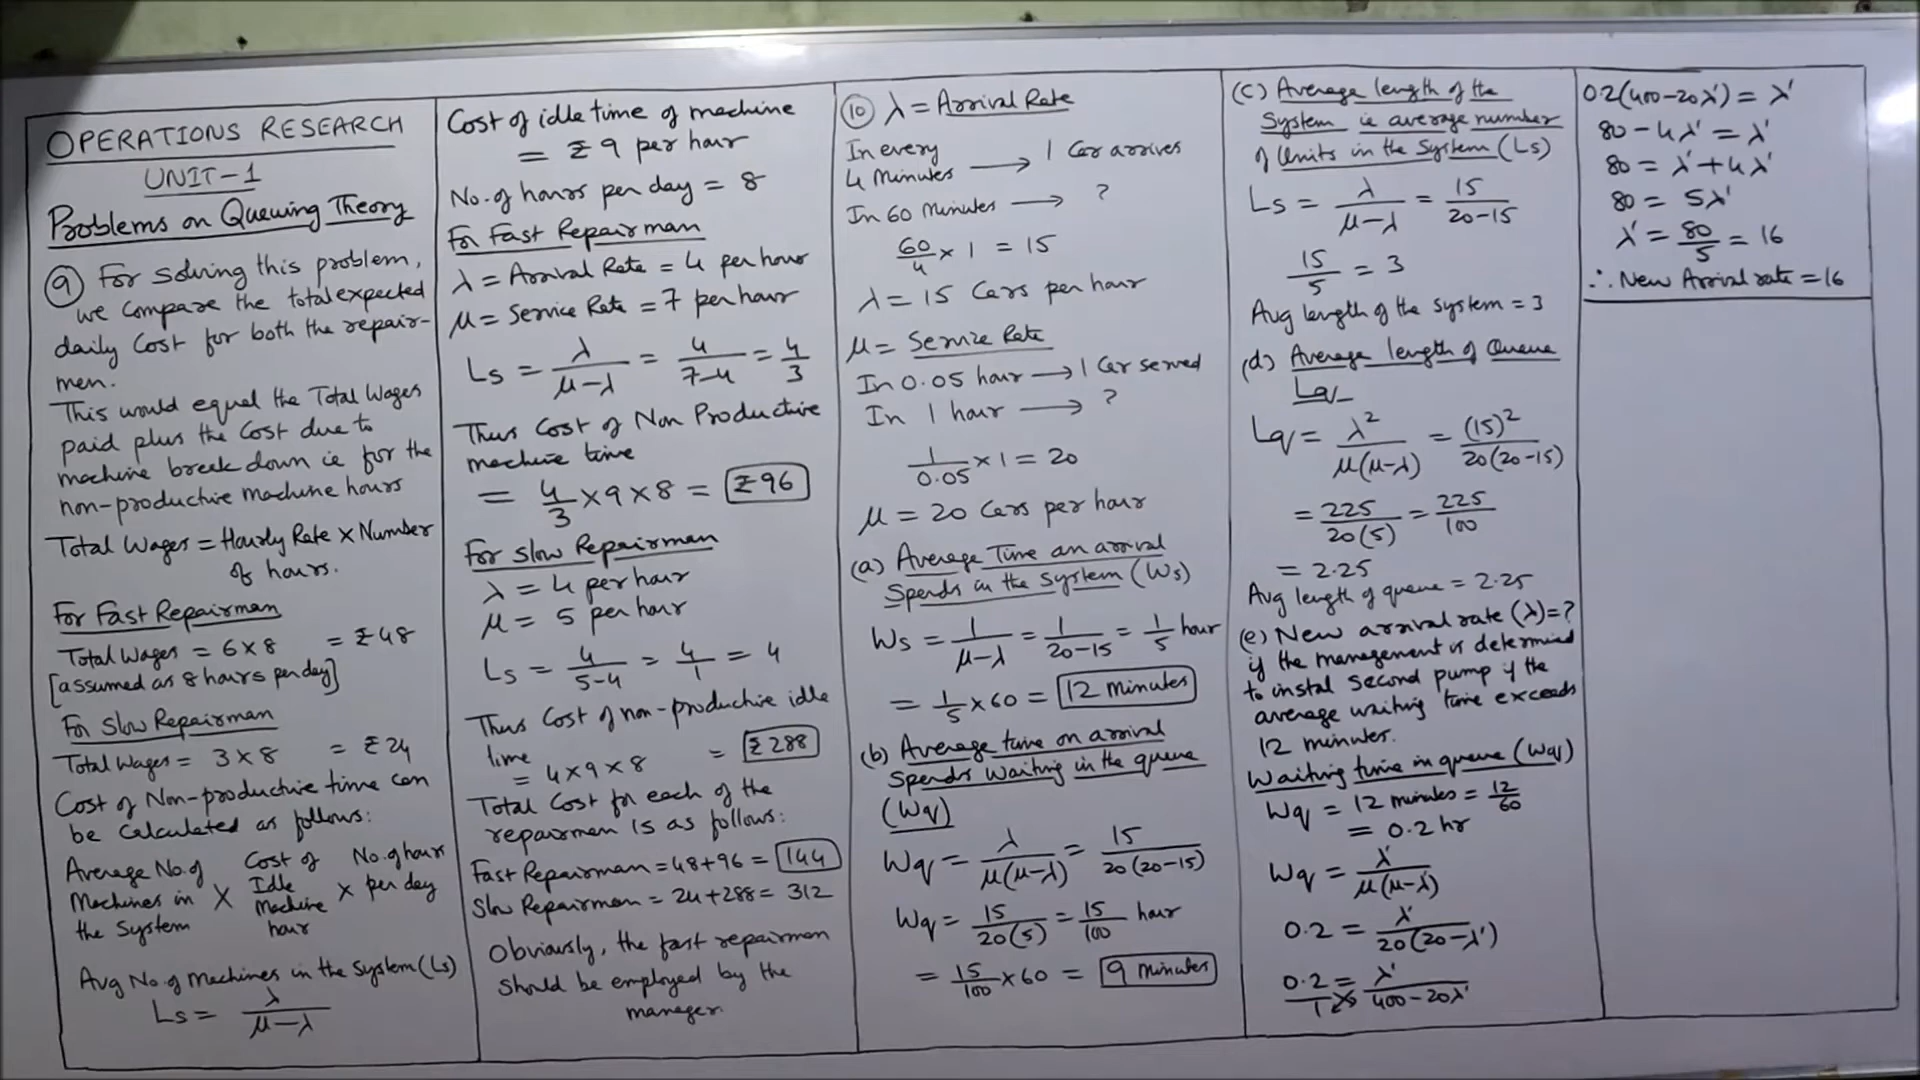 OPERATIONS RESEARCH
UNIT-1
Problems on Queuing Theory
(9) For solving this problem,
we compare the total expected
daily cost for both the repair-
men.
This would equal the Total Wages
paid plus the cost due to
machine break down ie for the
non-productive machine hours
Total Wages = Hourly Rate × Number
of hours.
For Fast Repairman
Total Wages = 6 × 8 = ₹48
[assumed as 8 hours per day]
For Slow Repairman
Total Wages = 3 × 8 = ₹24
Cost of Non-productive time can
be calculated as follows:
Average No. of Cost of No. of hours
Machines in × Idle × per day
the System Machine
hour
Avg No. of machines in the system (Ls)
Ls = λ / μ-λ
Cost of idle time of machine
= ₹9 per hour
No. of hours per day = 8
For Fast Repairman
λ = Arrival Rate = 4 per hour
μ = Service Rate = 7 per hour
Ls = λ / μ-λ = 4 / 7-4 = 4/3
Thus Cost of Non Productive
machine time
= 4/3 × 9 × 8 = ₹96
For Slow Repairman
λ = 4 per hour
μ = 5 per hour
Ls = 4 / 5-4 = 4/1 = 4
Thus Cost of non-productive idle
time
= 4×9×8 = ₹288
Total Cost for each of the
repairmen is as follows:
Fast Repairman = 48+96 = 144
Slow Repairman = 24+288 = 312
Obviously, the fast repairman
should be employed by the
manager.
(10) λ = Arrival Rate
In every
4 Minutes → 1 Car arrives
In 60 Minutes → ?
60/4 × 1 = 15
λ = 15 Cars per hour
μ = Service Rate
In 0.05 hour → 1 Car served
In 1 hour → ?
1/0.05 × 1 = 20
μ = 20 Cars per hour
(a) Average Time an arrival
Spends in the system (Ws)
Ws = 1 / μ-λ = 1 / 20-15 = 1/5 hour
= 1/5 × 60 = 12 minutes
(b) Average time an arrival
Spends waiting in the queue
(Wq)
Wq = λ / μ(μ-λ) = 15 / 20(20-15)
Wq = 15 / 20(5) = 15/100 hour
= 15/100 × 60 = 9 minutes
(c) Average length of the
System ie average number
of Units in the System (Ls)
Ls = λ / μ-λ = 15 / 20-15
15/5 = 3
Avg length of the system = 3
(d) Average length of Queue
Lq
Lq = λ² / μ(μ-λ) = (15)² / 20(20-15)
= 225 / 20(5) = 225/100
= 2.25
Avg length of queue = 2.25
(e) New arrival rate (λ) = ?
if the management is determined
to instal second pump if the
average waiting time exceeds
12 minutes.
Waiting time in queue (Wq)
Wq = 12 minutes = 12/60
= 0.2 hr
Wq = λ' / μ(μ-λ')
0.2 = λ' / 20(20-λ')
0.2/1 = λ' / 400-20λ'
0.2(400-20λ') = λ'
80-4λ' = λ'
80 = λ'+4λ'
80 = 5λ'
λ' = 80/5 = 16
∴ New Arrival rate = 16